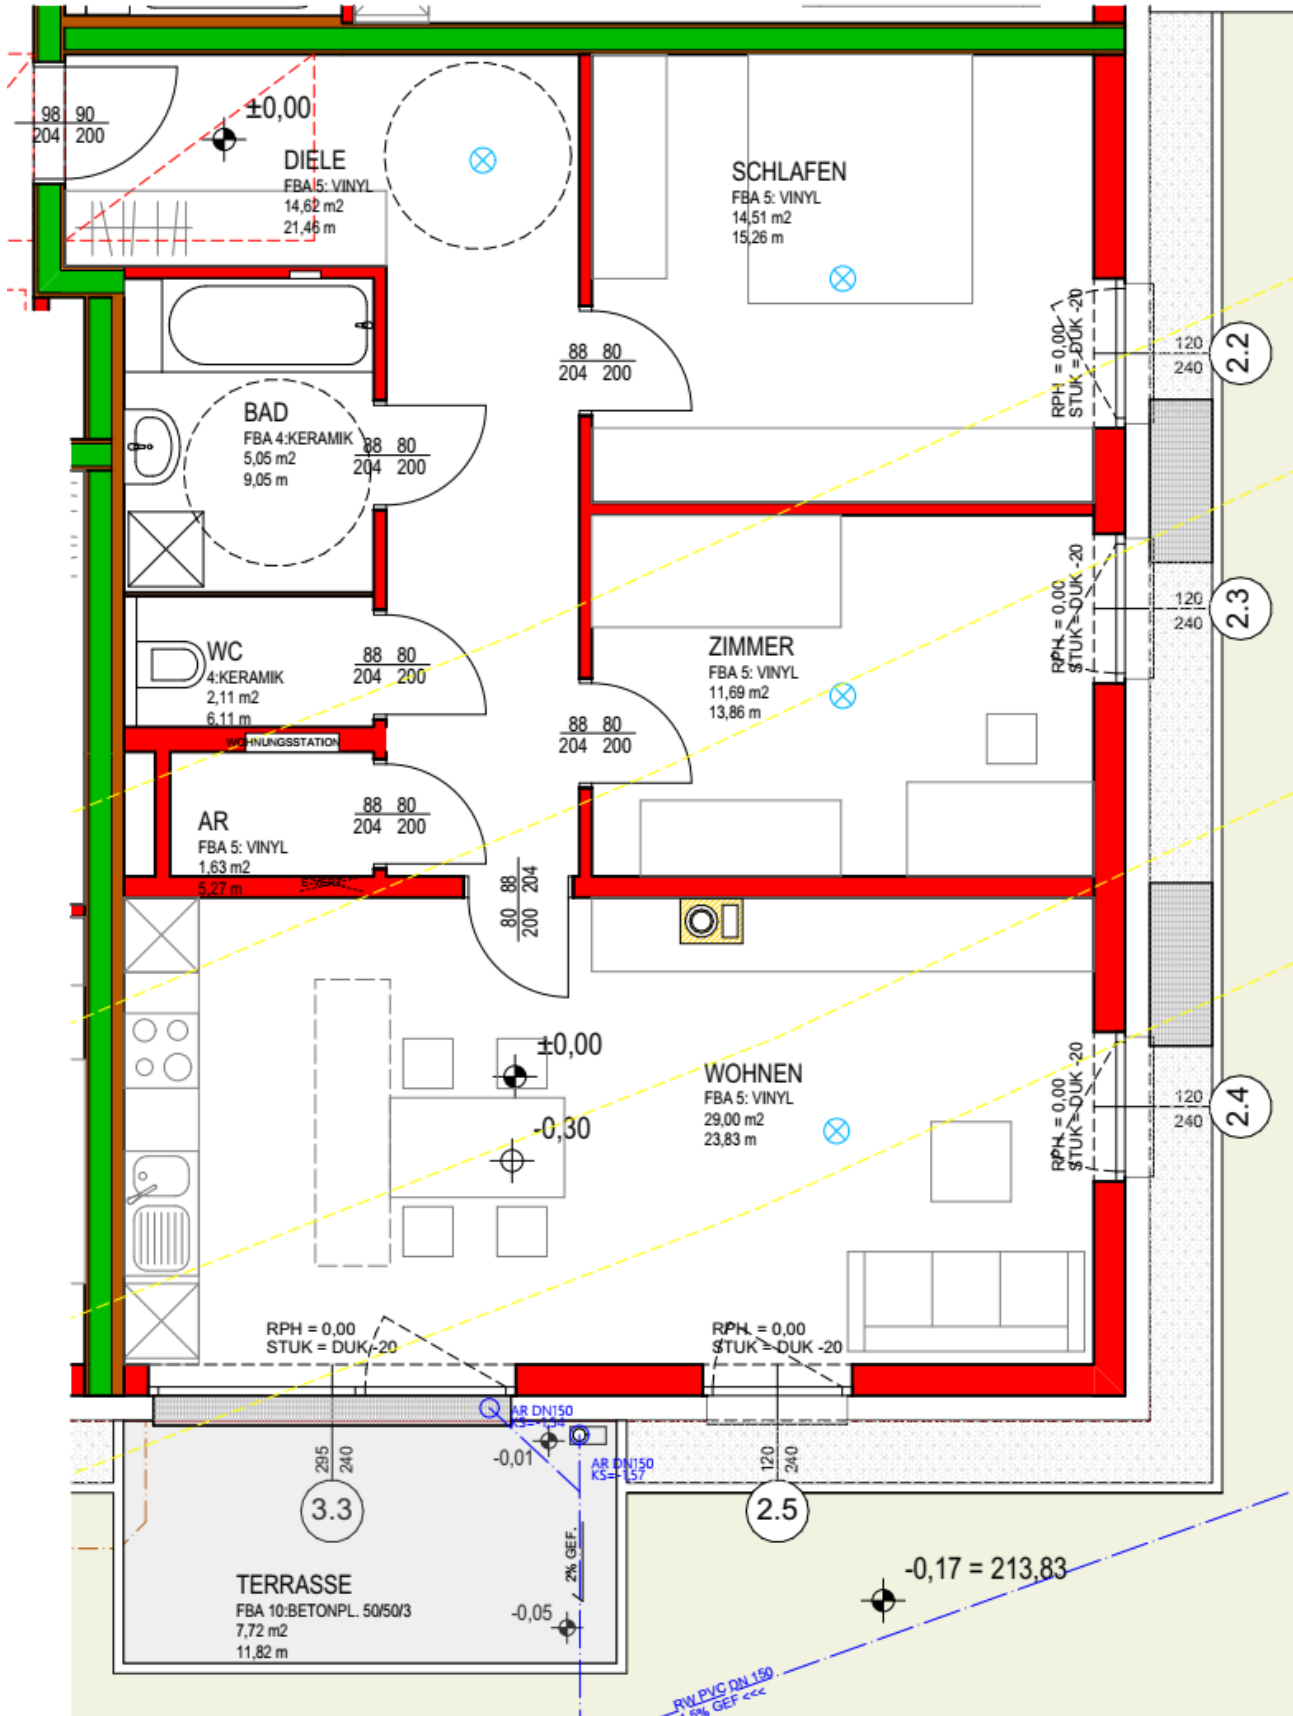 98 90
204 200
±0,00
DIELE
FBA 5: VINYL
14,62 m2
21,46 m
SCHLAFEN
FBA 5: VINYL
14,51 m2
15,26 m
RPH = 0,00
STUK = DUK -20
120
240
2.2
88 80
204 200
BAD
FBA 4:KERAMIK
5,05 m2
9,05 m
88 80
204 200
RPH = 0,00
STUK = DUK -20
120
240
2.3
WC
4:KERAMIK
2,11 m2
6,11 m
88 80
204 200
ZIMMER
FBA 5: VINYL
11,69 m2
13,86 m
88 80
204 200
WOHNUNGSSTATION
AR
FBA 5: VINYL
1,63 m2
5,27 m
88 80
204 200
E-VERT.
80 88
200 204
±0,00
-0,30
WOHNEN
FBA 5: VINYL
29,00 m2
23,83 m
RPH = 0,00
STUK = DUK -20
120
240
2.4
RPH = 0,00
STUK = DUK -20
RPH = 0,00
STUK = DUK -20
AR DN150
-0,01
AR DN150
KS=-1,57
295
240
3.3
120
240
2.5
2% GEF.
-0,05
TERRASSE
FBA 10:BETONPL. 50/50/3
7,72 m2
11,82 m
-0,17 = 213,83
RW PVC DN 150
GEF <<<